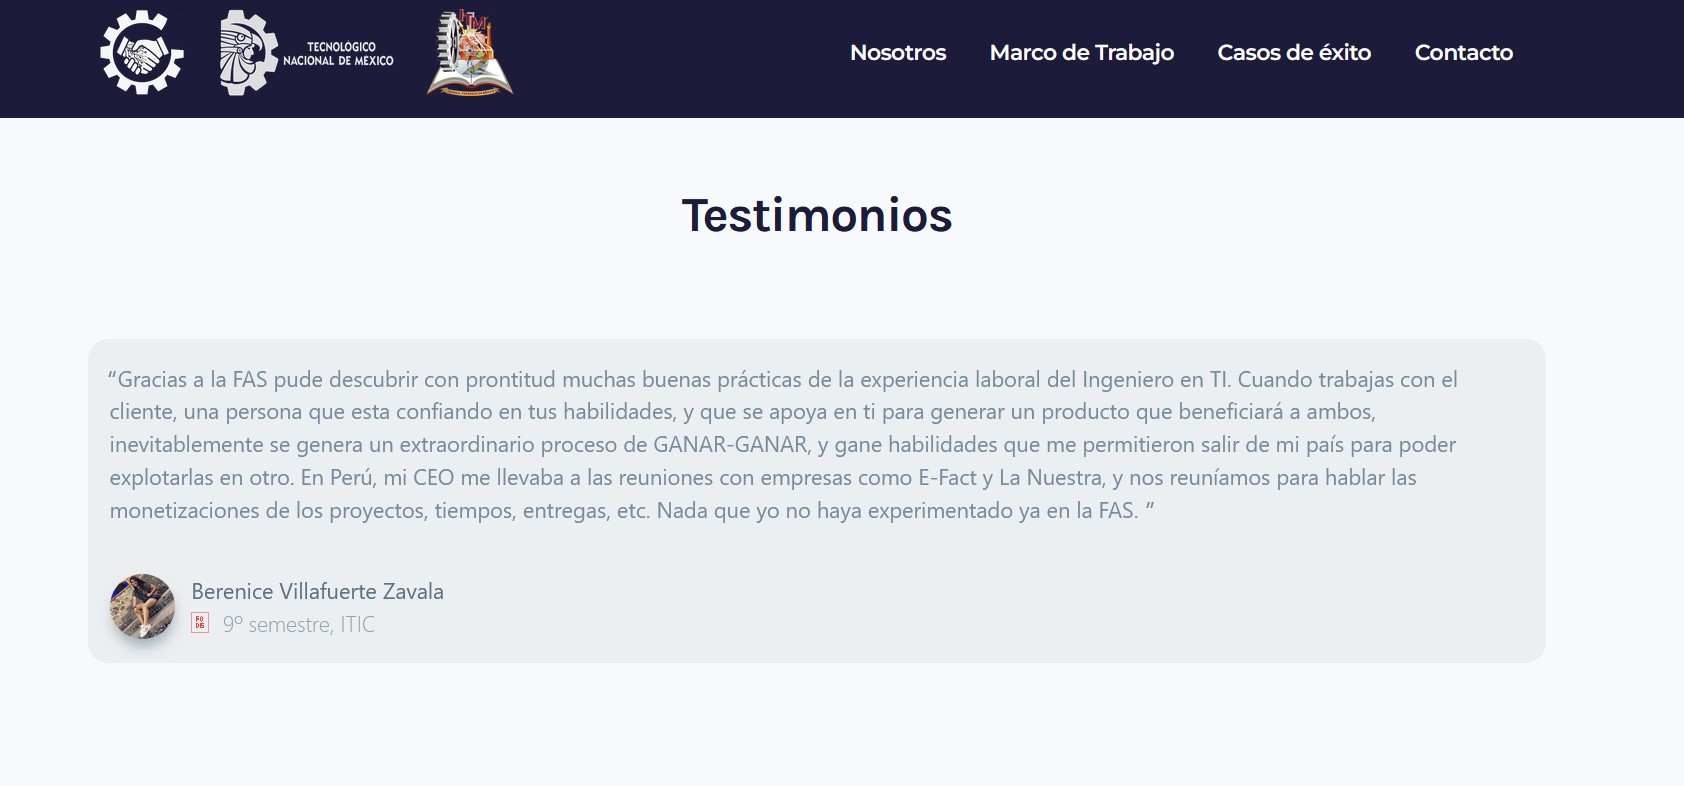 TECNOLÓGICO
NACIONAL DE MÉXICO
Nosotros Marco de Trabajo Casos de éxito Contacto
Testimonios
“Gracias a la FAS pude descubrir con prontitud muchas buenas prácticas de la experiencia laboral del Ingeniero en TI. Cuando trabajas con el
cliente, una persona que esta confiando en tus habilidades, y que se apoya en ti para generar un producto que beneficiará a ambos,
inevitablemente se genera un extraordinario proceso de GANAR-GANAR, y gane habilidades que me permitieron salir de mi país para poder
explotarlas en otro. En Perú, mi CEO me llevaba a las reuniones con empresas como E-Fact y La Nuestra, y nos reuníamos para hablar las
monetizaciones de los proyectos, tiempos, entregas, etc. Nada que yo no haya experimentado ya en la FAS. ”
Berenice Villafuerte Zavala
9º semestre, ITIC